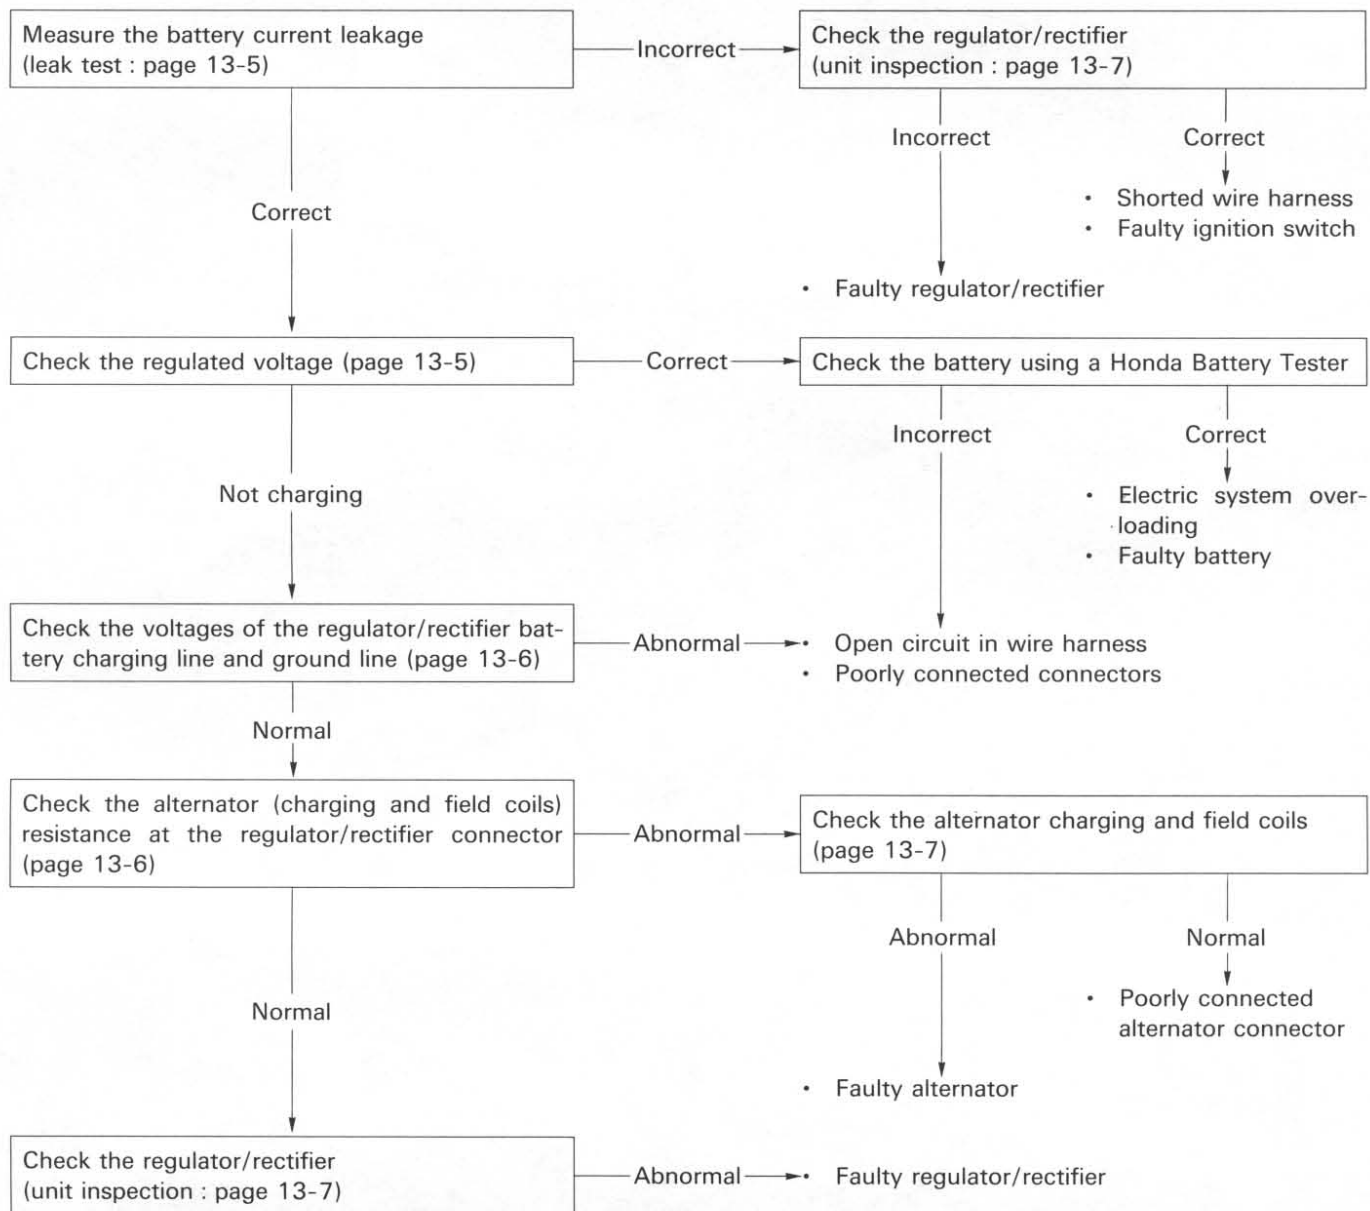 Measure the battery current leakage
(leak test : page 13-5)
Incorrect
Check the regulator/rectifier
(unit inspection : page 13-7)
Incorrect
Correct
• Shorted wire harness
• Faulty ignition switch
Correct
• Faulty regulator/rectifier
Check the regulated voltage (page 13-5)
Correct
Check the battery using a Honda Battery Tester
Incorrect
Correct
• Electric system over-
loading
• Faulty battery
Not charging
Check the voltages of the regulator/rectifier bat-
tery charging line and ground line (page 13-6)
Abnormal
• Open circuit in wire harness
• Poorly connected connectors
Normal
Check the alternator (charging and field coils)
resistance at the regulator/rectifier connector
(page 13-6)
Abnormal
Check the alternator charging and field coils
(page 13-7)
Abnormal
Normal
• Poorly connected
alternator connector
Normal
• Faulty alternator
Check the regulator/rectifier
(unit inspection : page 13-7)
Abnormal
• Faulty regulator/rectifier